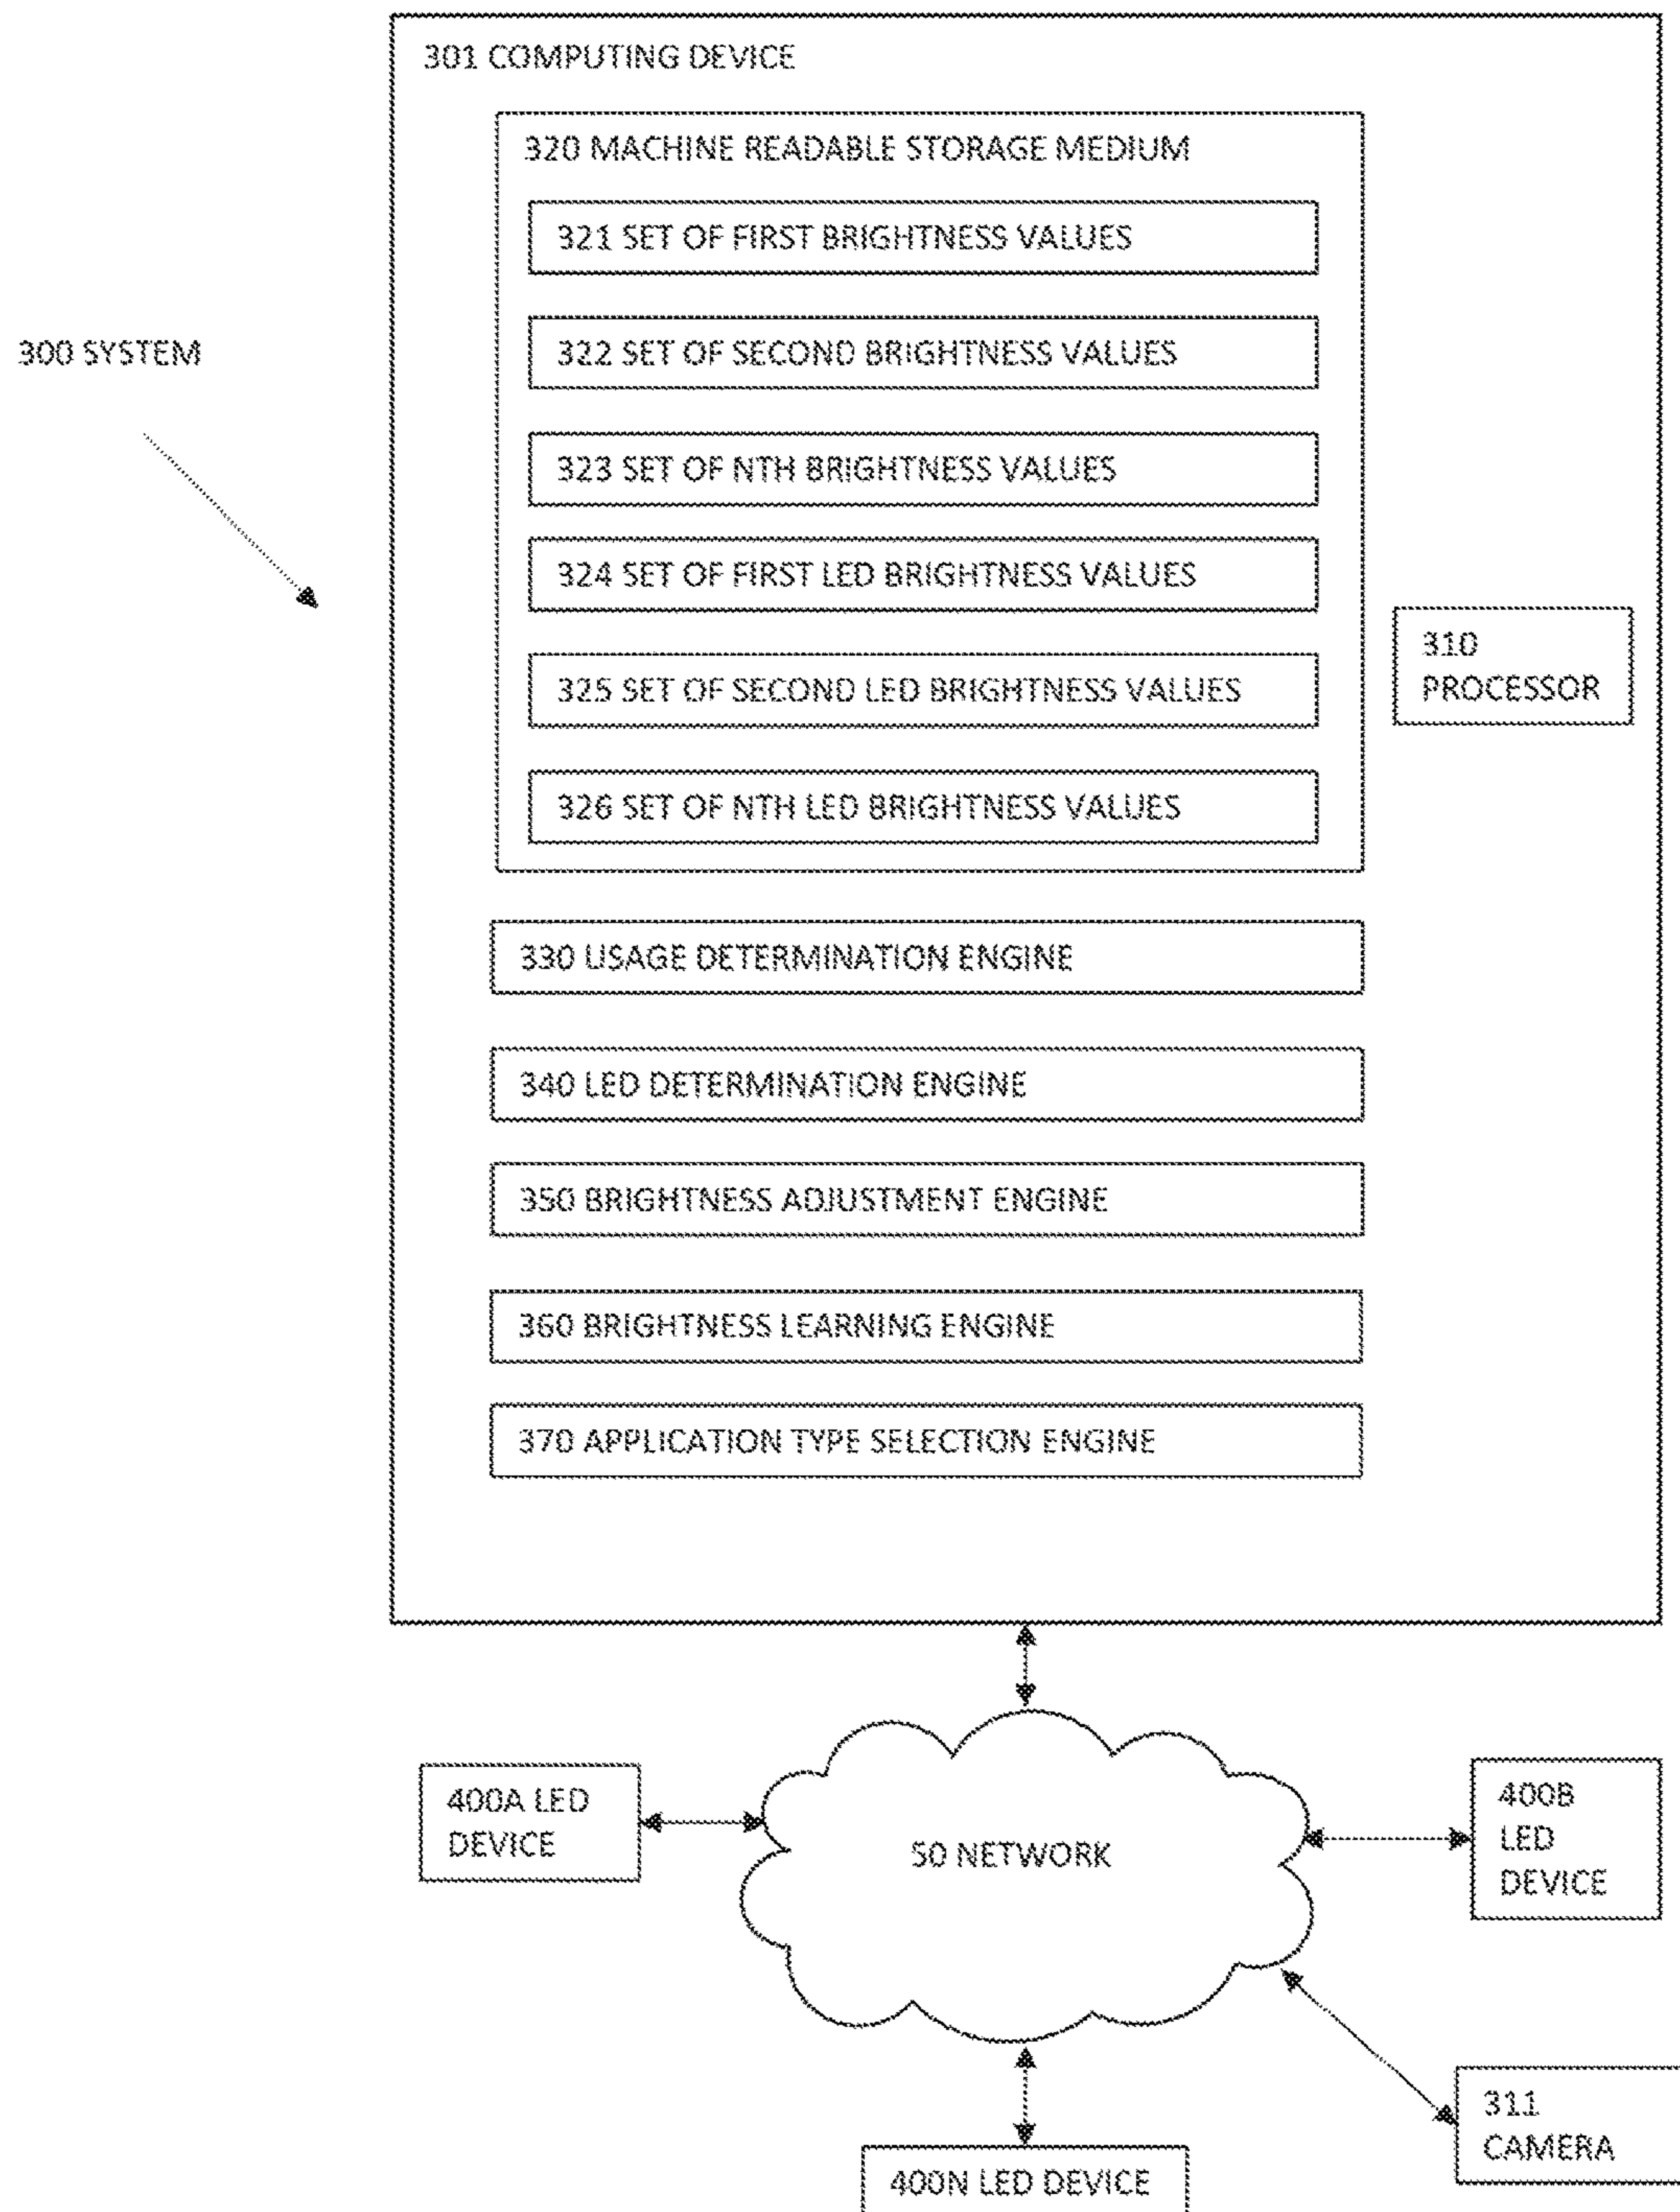 301 COMPUTING DEVICE
320 MACHINE READABLE STORAGE MEDIUM
321 SET OF FIRST BRIGHTNESS VALUES
322 SET OF SECOND BRIGHTNESS VALUES
300 SYSTEM
323 SET OF NTH BRIGHTNESS VALUES
324 SET OF FIRST LED BRIGHTNESS VALUES
310
PROCESSOR
325 SET OF SECOND LED BRIGHTNESS VALUES
326 SET OF NTH LED BRIGHTNESS VALUES
330 USAGE DETERMINATION ENGINE
340 LED DETERMINATION ENGINE
350 BRIGHTNESS ADJUSTMENT ENGINE
360 BRIGHTNESS LEARNING ENGINE
370 APPLICATION TYPE SELECTION ENGINE
400A LED
DEVICE
50 NETWORK
400B
LED
DEVICE
311
CAMERA
400N LED DEVICE